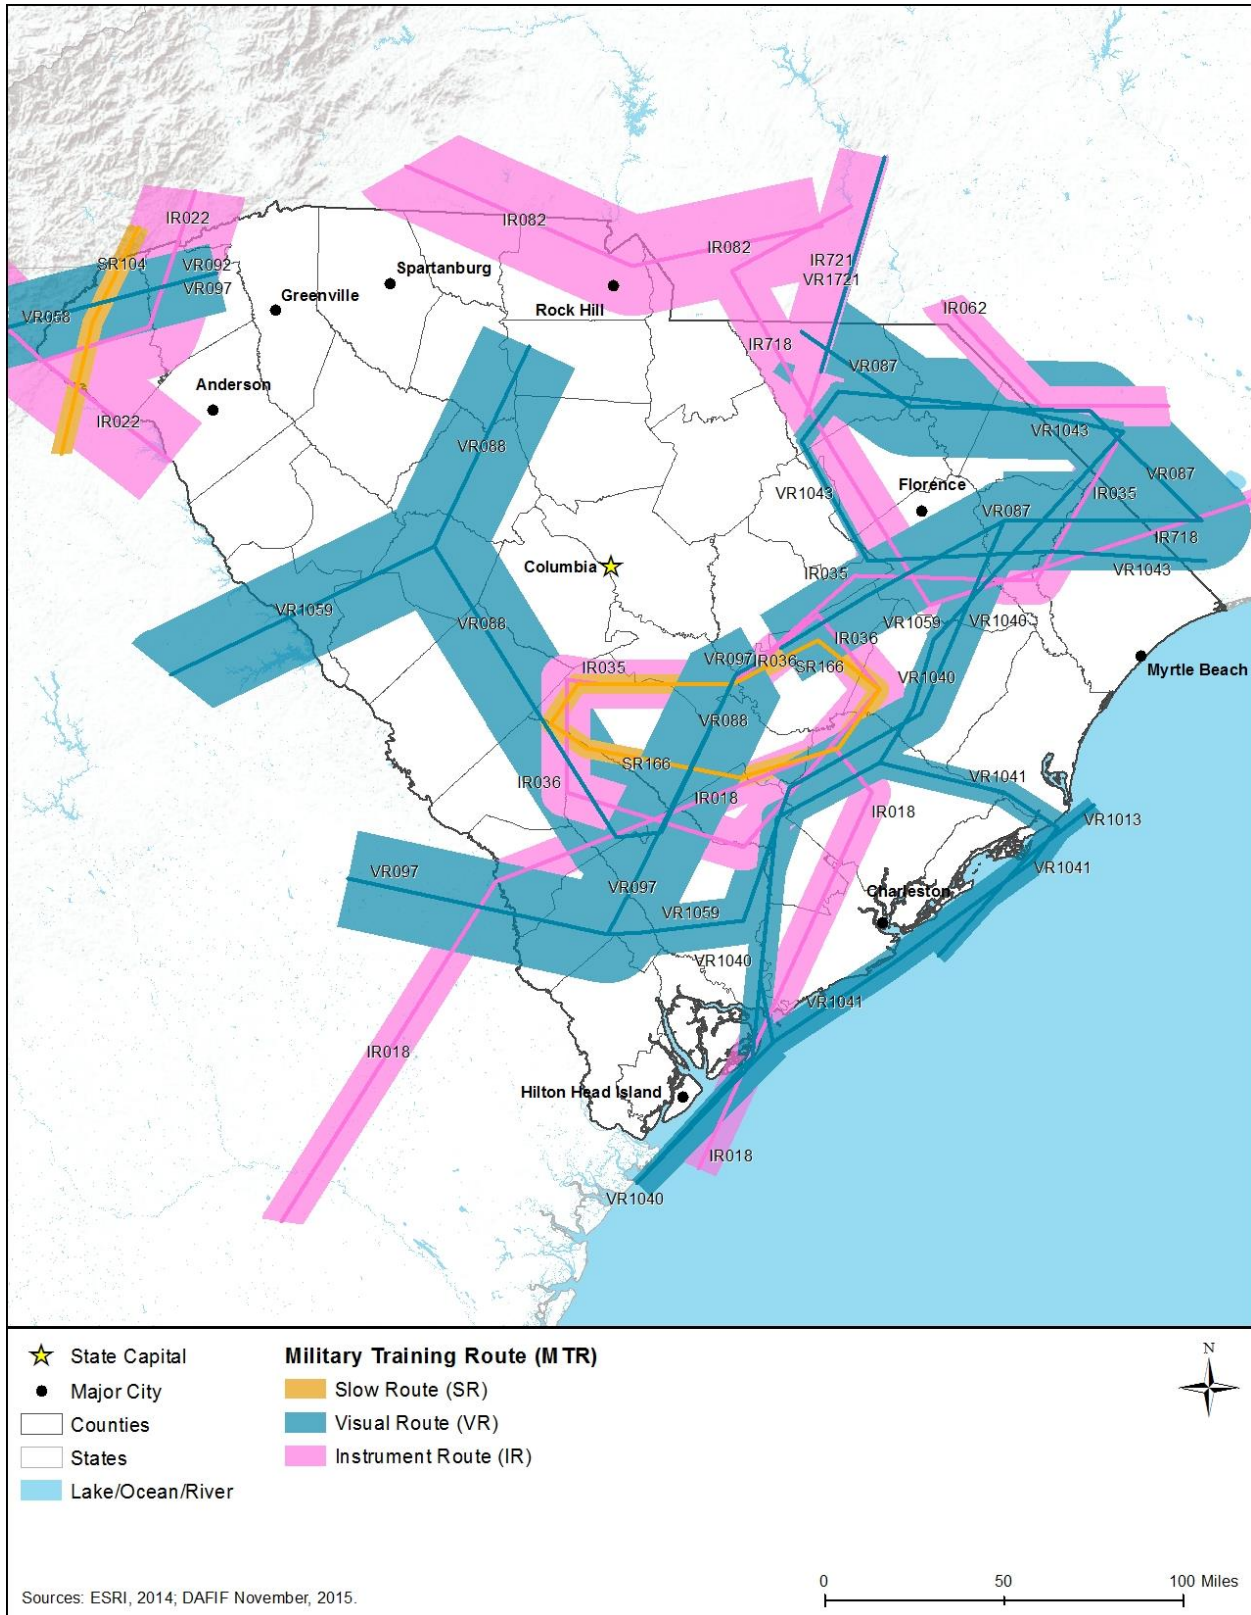 IR022
IR082
IR082
SR104
VR092
Spartanburg
IR721
VR097
Greenville
VR1721
VR058
Rock Hill
IR062
IR718
VR087
Anderson
IR022
VR1043
VR088
VR087
Florence
VR1043
IR035
VR087
IR718
Columbia
IR035
VR1043
VR1059
VR088
VR1059
VR1040
IR036
VR097
IR036
SR166
IR035
Myrtle Beach
VR1040
VR088
SR166
IR036
VR1041
IR018
IR018
VR1013
VR097
VR1041
VR097
Charleston
VR1059
VR1040
VR1041
IR018
Hilton Head Island
IR018
VR1040
State Capital
Major City
Counties
States
Lake/Ocean/River
Military Training Route (MTR)
Slow Route (SR)
Visual Route (VR)
Instrument Route (IR)
N
Sources: ESRI, 2014; DAFIF November, 2015.
0 50 100 Miles